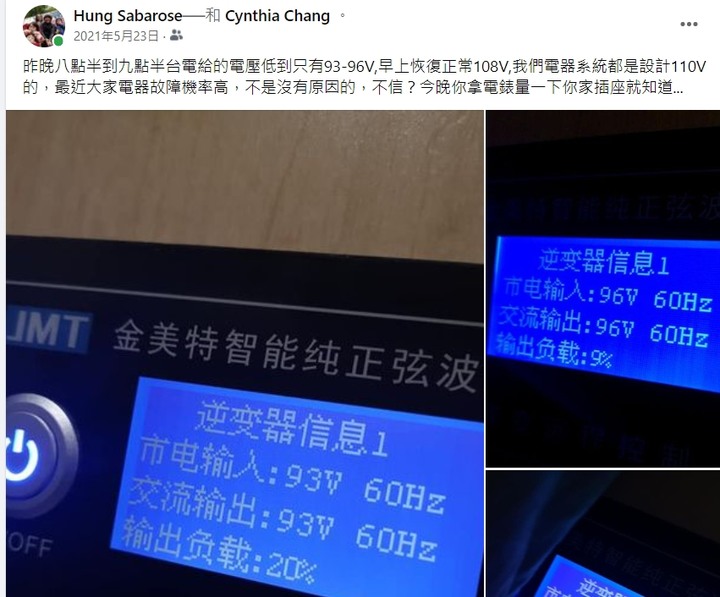 Hung Sabarose──和 Cynthia Chang 。
2021年5月23日 ·
昨晚八點半到九點半台電給的電壓低到只有93-96V,早上恢復正常108V,我們電器系統都是設計110V
的，最近大家電器故障機率高，不是沒有原因的，不信？今晚你拿電錶量一下你家插座就知道...
JMT
金美特智能纯正弦波
逆变器信息1
市电输入:93V 60Hz
交流输出:93V 60Hz
输出负载:20%
OFF
智能纯正弦波
逆变器信息1
市电输入:96V 60Hz
交流输出:96V 60Hz
输出负载:9%
逆变器信